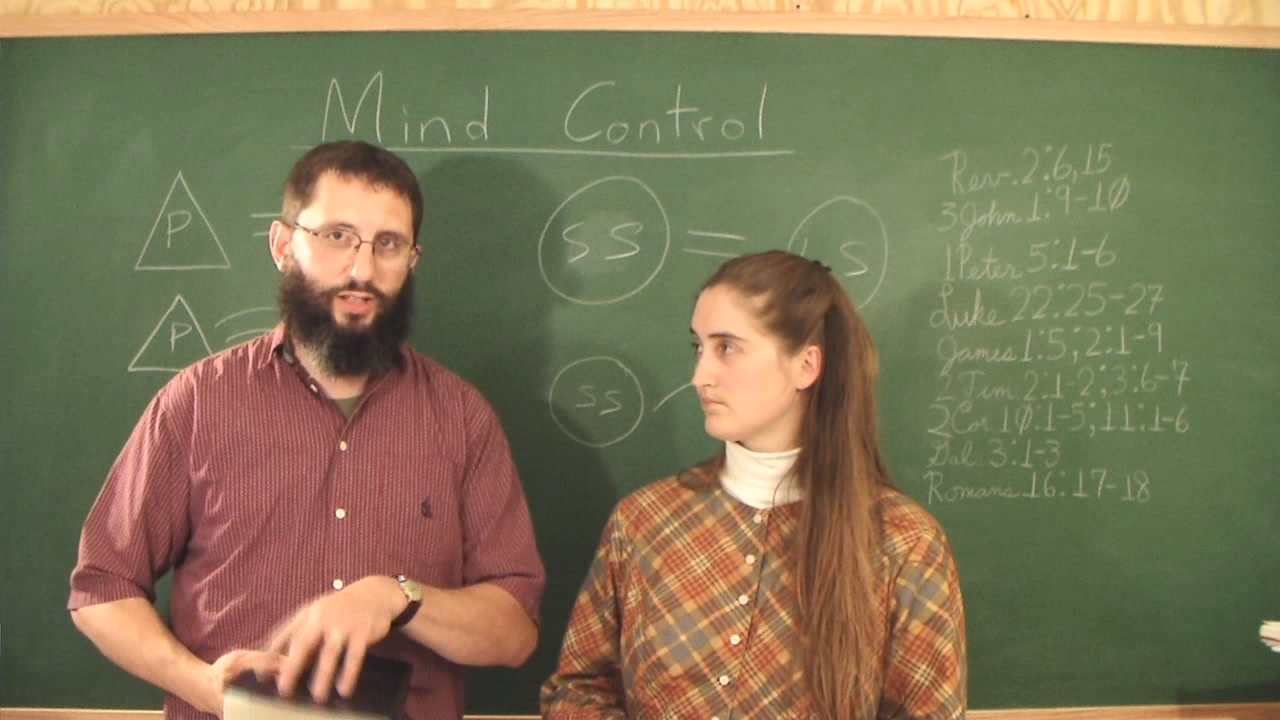 Mind Control
P =
SS = S
P
SS
Rev. 2:6,15
3 John 1:9-10
1 Peter 5:1-6
Luke 22:25-27
James 1:5; 2:1-9
2 Tim. 2:1-2; 3:6-7
2 Cor 10:1-5; 11:1-6
Gal. 3:1-3
Romans 16:17-18